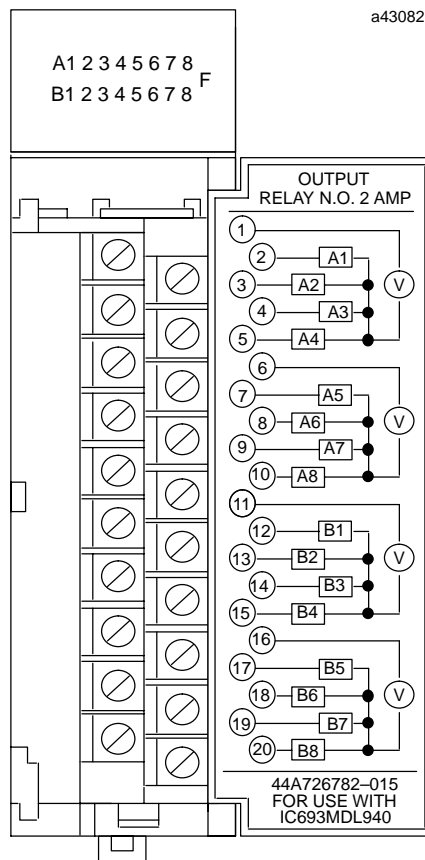 a43082
A1 2 3 4 5 6 7 8
F
B1 2 3 4 5 6 7 8
OUTPUT
RELAY N.O. 2 AMP
1
2 A1
3 A2 V
4 A3
5 A4
6
7 A5
8 A6 V
9 A7
10 A8
11
12 B1
13 B2 V
14 B3
15 B4
16
17 B5
18 B6 V
19 B7
20 B8
44A726782–015
FOR USE WITH
IC693MDL940